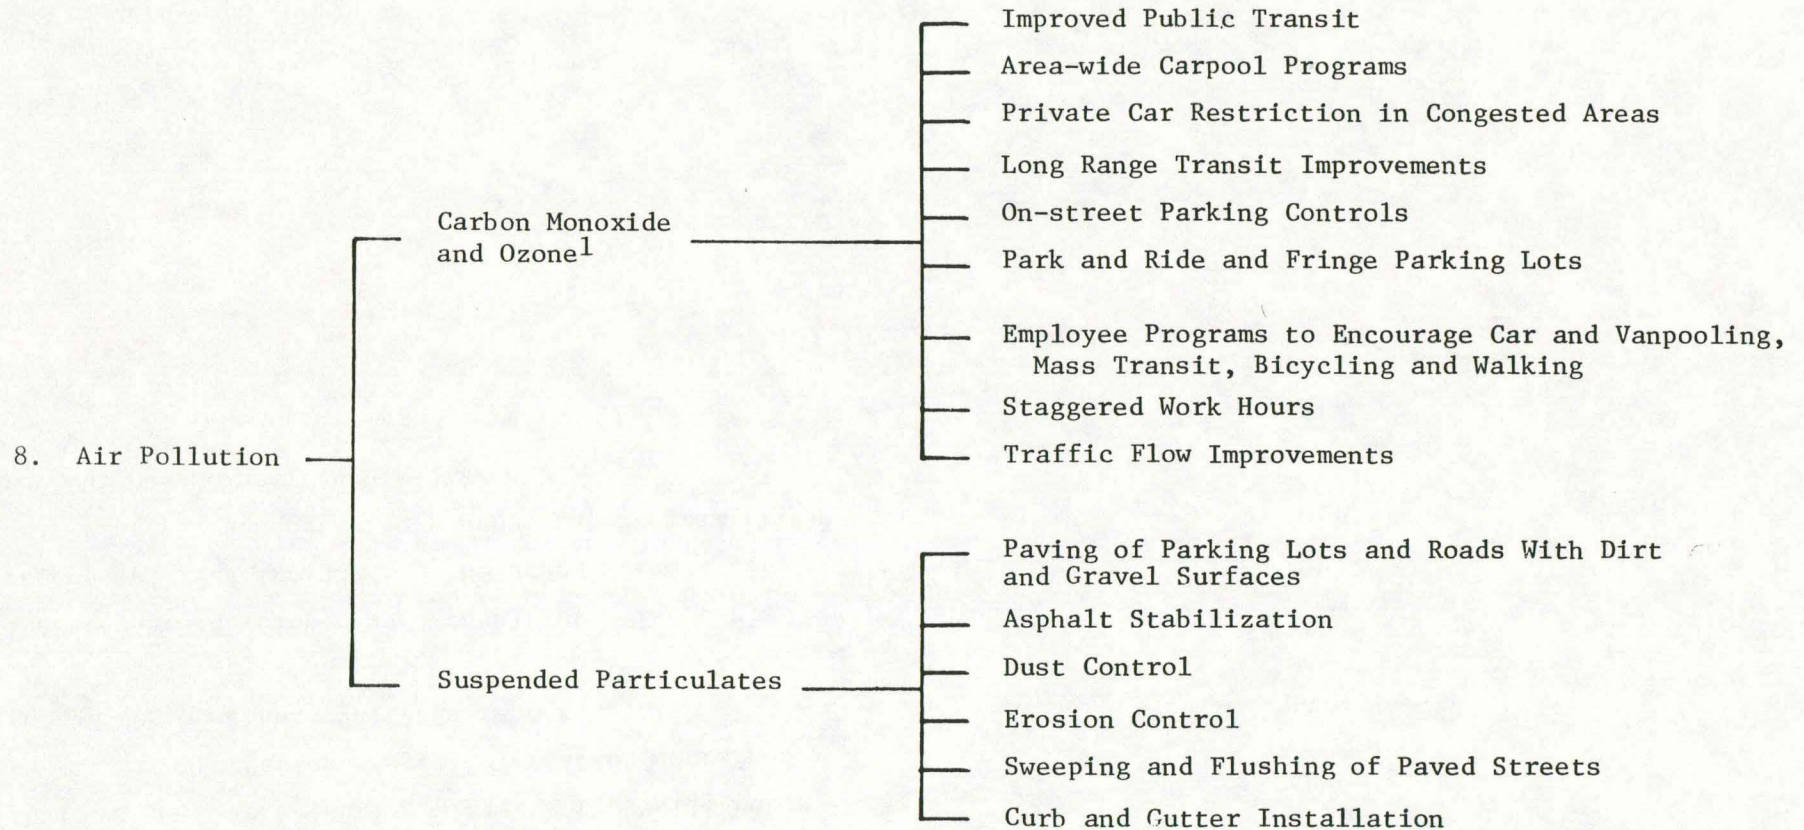 Improved Public Transit
Area-wide Carpool Programs
Private Car Restriction in Congested Areas
Long Range Transit Improvements
Carbon Monoxide
and Ozone1
On-street Parking Controls
Park and Ride and Fringe Parking Lots
Employee Programs to Encourage Car and Vanpooling,
Mass Transit, Bicycling and Walking
Staggered Work Hours
8. Air Pollution
Traffic Flow Improvements
Paving of Parking Lots and Roads With Dirt
and Gravel Surfaces
Asphalt Stabilization
Dust Control
Suspended Particulates
Erosion Control
Sweeping and Flushing of Paved Streets
Curb and Gutter Installation